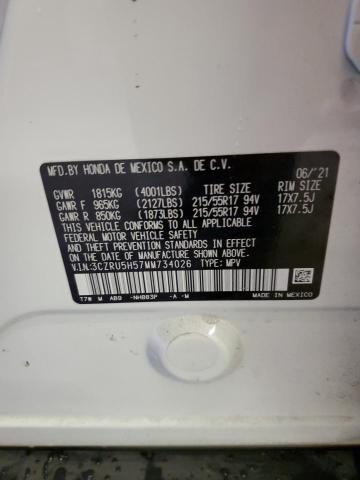 MFD.BY HONDA DE MEXICO S.A. DE C.V. 06/'21
GVWR 1815KG (4001LBS) TIRE SIZE RIM SIZE
GAWR F 965KG (2127LBS) 215/55R17 94V 17X7.5J
GAWR R 850KG (1873LBS) 215/55R17 94V 17X7.5J
THIS VEHICLE CONFORMS TO ALL APPLICABLE
FEDERAL MOTOR VEHICLE SAFETY
AND THEFT PREVENTION STANDARDS IN EFFECT
ON THE DATE OF MANUFACTURE SHOWN ABOVE.
V.I.N:3CZRU5H57MM734026 TYPE: MPV
T7W M AB9 -NH883P -A -M
MADE IN MEXICO